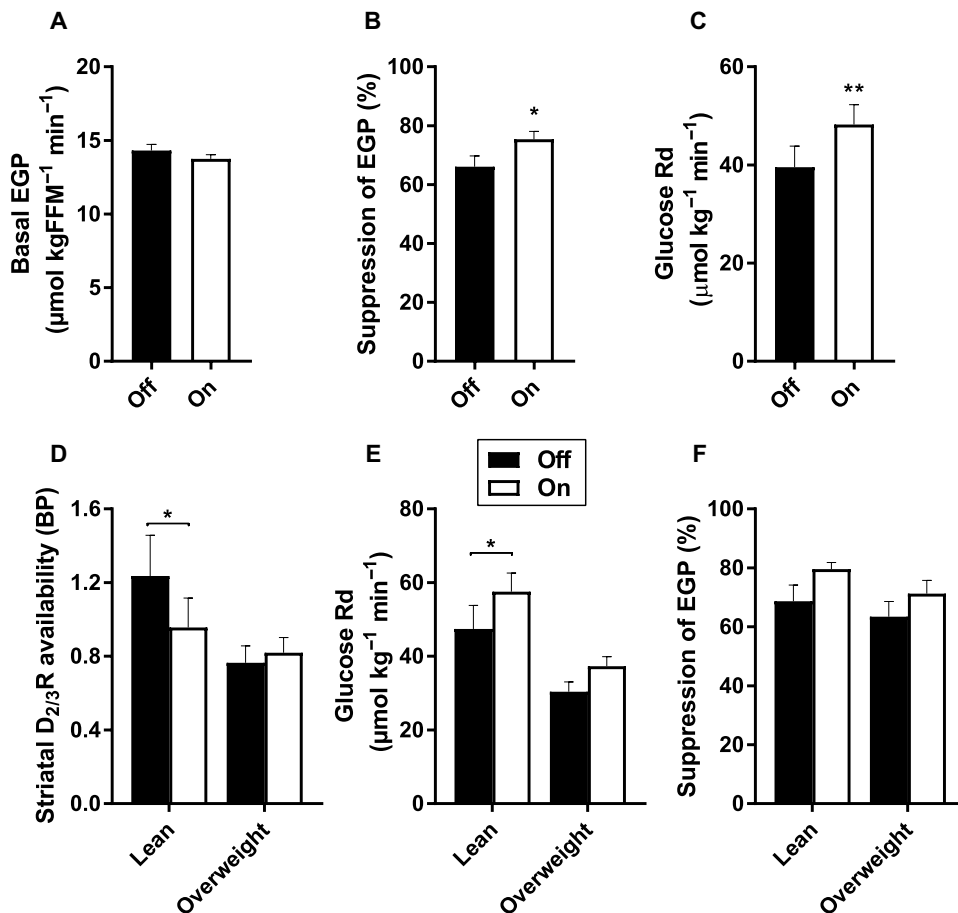 A
Basal EGP
(µmol kgFFM⁻¹ min⁻¹)
20
15
10
5
0
Off
On
B
Suppression of EGP (%)
100
80
60
40
20
0
*
Off
On
C
Glucose Rd
(µmol kg⁻¹ min⁻¹)
60
40
20
0
**
Off
On
Off
On
D
Striatal D₂/₃R availability (BP)
1.6
1.2
0.8
0.4
0.0
*
Lean
Overweight
E
Glucose Rd
(µmol kg⁻¹ min⁻¹)
80
60
40
20
0
*
Lean
Overweight
F
Suppression of EGP (%)
100
80
60
40
20
0
Lean
Overweight